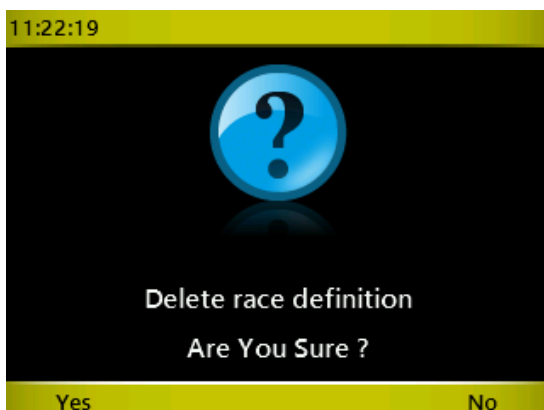 11:22:19
?
Delete race definition
Are You Sure ?
Yes No